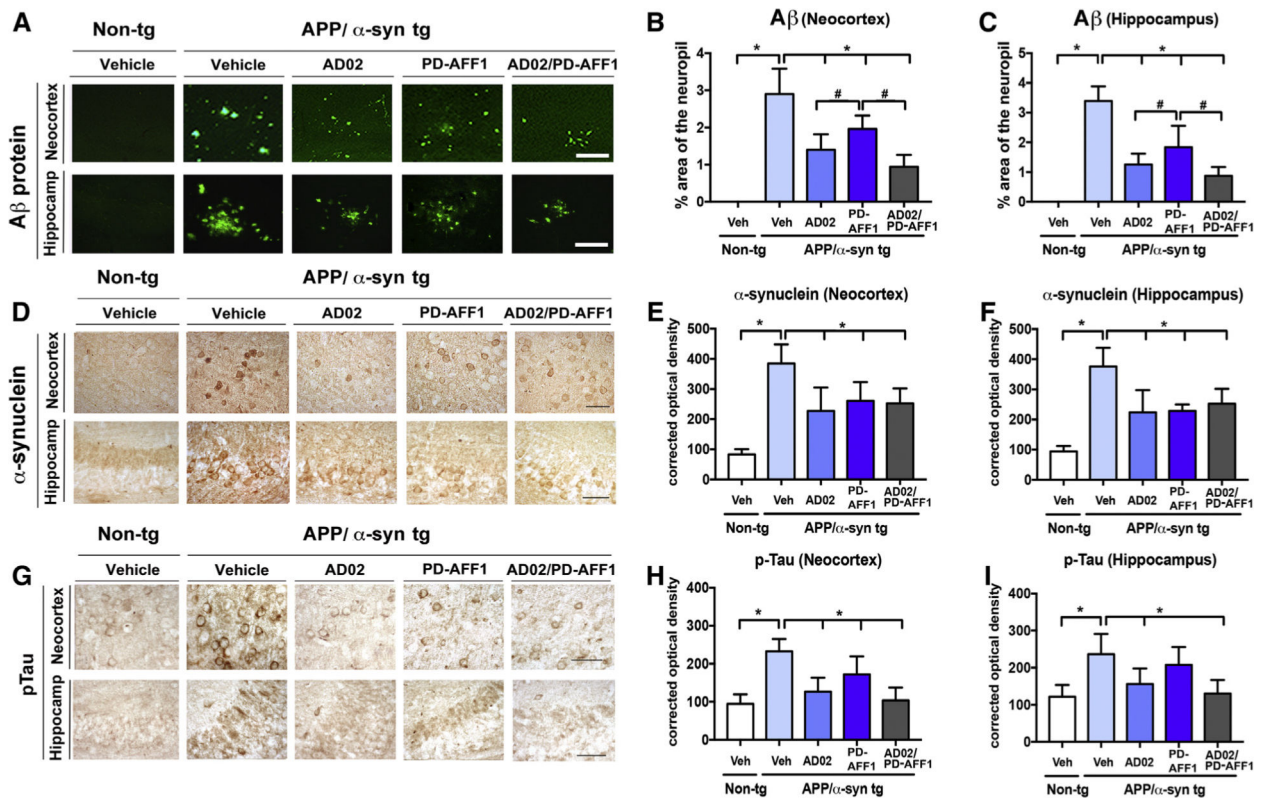 A
Non-tg
APP/ α-syn tg
Vehicle
Vehicle
AD02
PD-AFF1
AD02/PD-AFF1
Aβ protein
Neocortex
Hippocamp
B
Aβ (Neocortex)
% area of the neuropil
4
3
2
1
0
*
*
#
#
Veh
Veh
AD02
PD-
AFF1
AD02/
PD-AFF1
Non-tg
APP/α-syn tg
C
Aβ (Hippocampus)
% area of the neuropil
5
4
3
2
1
0
*
*
#
#
Veh
Veh
AD02
PD-
AFF1
AD02/
PD-AFF1
Non-tg
APP/α-syn tg
D
Non-tg
APP/ α-syn tg
Vehicle
Vehicle
AD02
PD-AFF1
AD02/PD-AFF1
α-synuclein
Neocortex
Hippocamp
E
α-synuclein (Neocortex)
corrected optical density
500
400
300
200
100
0
*
*
Veh
Veh
AD02
PD-
AFF1
AD02/
PD-AFF1
Non-tg
APP/α-syn tg
F
α-synuclein (Hippocampus)
corrected optical density
500
400
300
200
100
0
*
*
Veh
Veh
AD02
PD-
AFF1
AD02/
PD-AFF1
Non-tg
APP/α-syn tg
G
Non-tg
APP/ α-syn tg
Vehicle
Vehicle
AD02
PD-AFF1
AD02/PD-AFF1
pTau
Neocortex
Hippocamp
H
p-Tau (Neocortex)
corrected optical density
400
300
200
100
0
*
*
Veh
Veh
AD02
PD-
AFF1
AD02/
PD-AFF1
Non-tg
APP/α-syn tg
I
p-Tau (Hippocampus)
corrected optical density
400
300
200
100
0
*
*
Veh
Veh
AD02
PD-
AFF1
AD02/
PD-AFF1
Non-tg
APP/α-syn tg